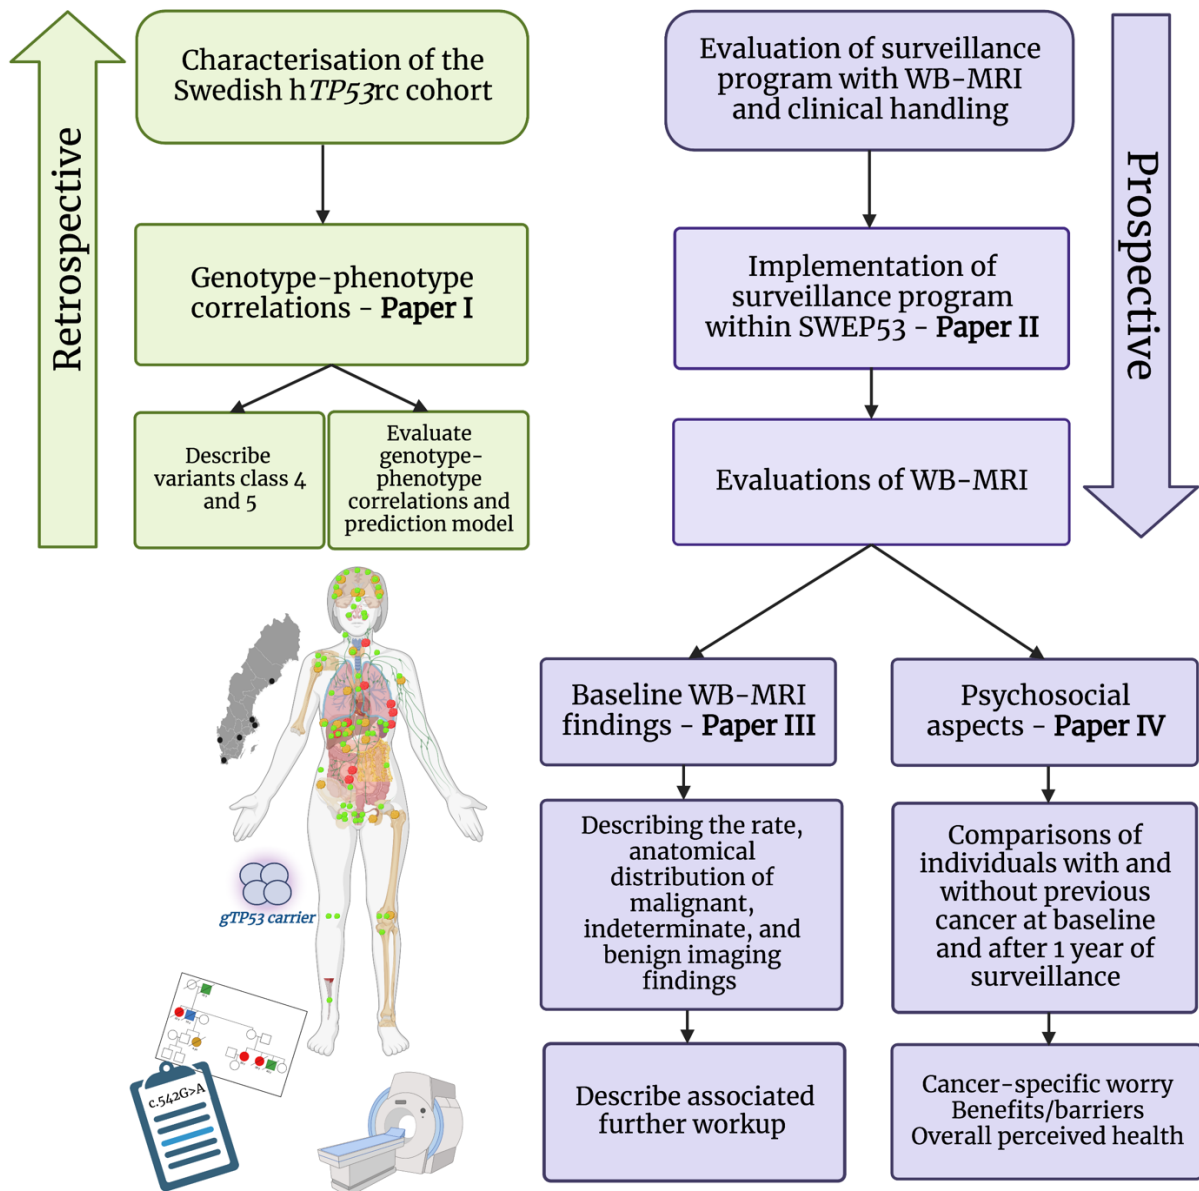 Retrospective
Characterisation of the
Swedish hTP53rc cohort
Genotype-phenotype
correlations - Paper I
Describe
variants class 4
and 5
Evaluate
genotype-
phenotype
correlations and
prediction model
gTP53 carrier
c.542G>A
Evaluation of surveillance
program with WB-MRI
and clinical handling
Prospective
Implementation of
surveillance program
within SWEP53 - Paper II
Evaluations of WB-MRI
Baseline WB-MRI
findings - Paper III
Describing the rate,
anatomical
distribution of
malignant,
indeterminate, and
benign imaging
findings
Describe associated
further workup
Psychosocial
aspects - Paper IV
Comparisons of
individuals with and
without previous
cancer at baseline
and after 1 year of
surveillance
Cancer-specific worry
Benefits/barriers
Overall perceived health